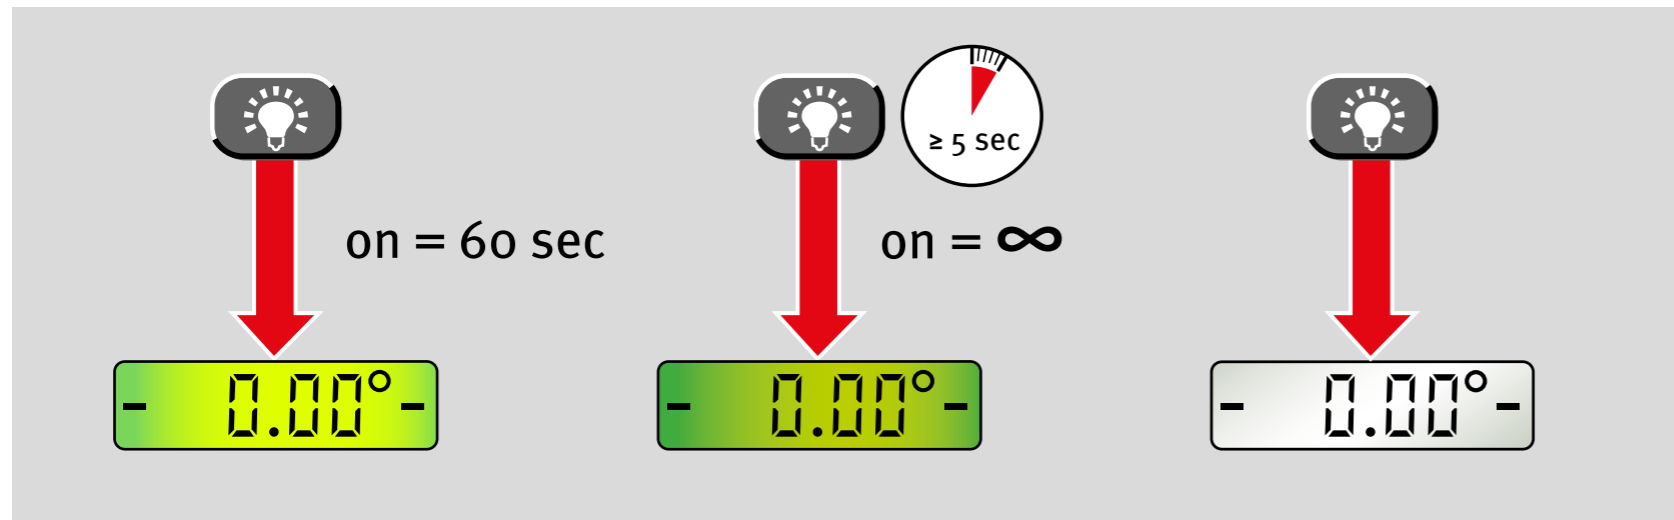 ≥ 5 sec
on = 60 sec
on = ∞
- 0.00° -
- 0.00° -
- 0.00° -